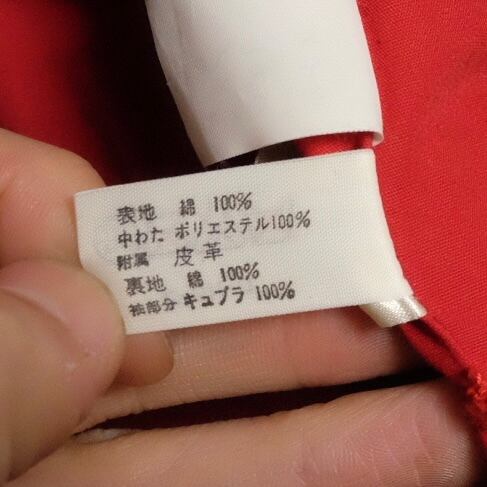 表地 綿 100%
中わた ポリエステル100%
附属 皮革
裏地 綿 100%
袖部分 キュプラ 100%